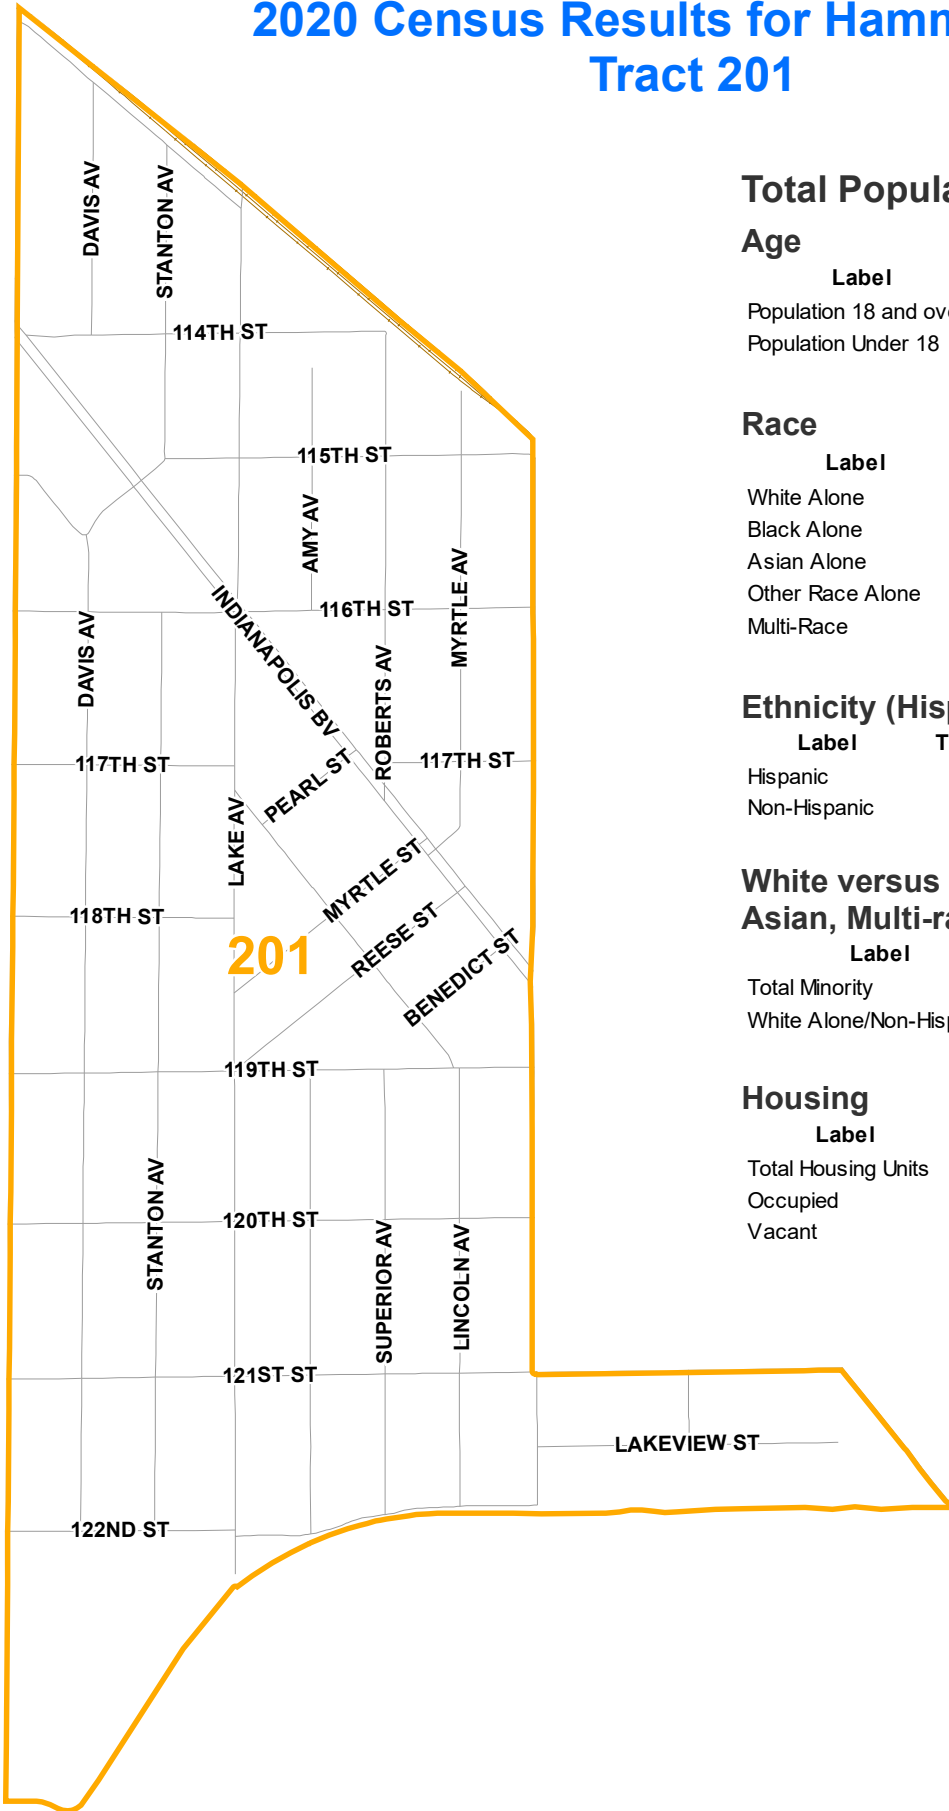 2020 Census Results for Hamm
Tract 201
Total Popula
Age
Label
Population 18 and ove
Population Under 18
Race
Label
White Alone
Black Alone
Asian Alone
Other Race Alone
Multi-Race
Ethnicity (Hisp
Label T
Hispanic
Non-Hispanic
White versus
Asian, Multi-ra
Label
Total Minority
White Alone/Non-Hisp
Housing
Label
Total Housing Units
Occupied
Vacant
DAVIS AV
STANTON AV
114TH ST
115TH ST
AMY AV
MYRTLE AV
116TH ST
INDIANAPOLIS BV
DAVIS AV
ROBERTS AV
117TH ST
117TH ST
PEARL ST
LAKE AV
MYRTLE ST
118TH ST
REESE ST
201
BENEDICT ST
119TH ST
STANTON AV
120TH ST
SUPERIOR AV
LINCOLN AV
121ST ST
LAKEVIEW ST
122ND ST